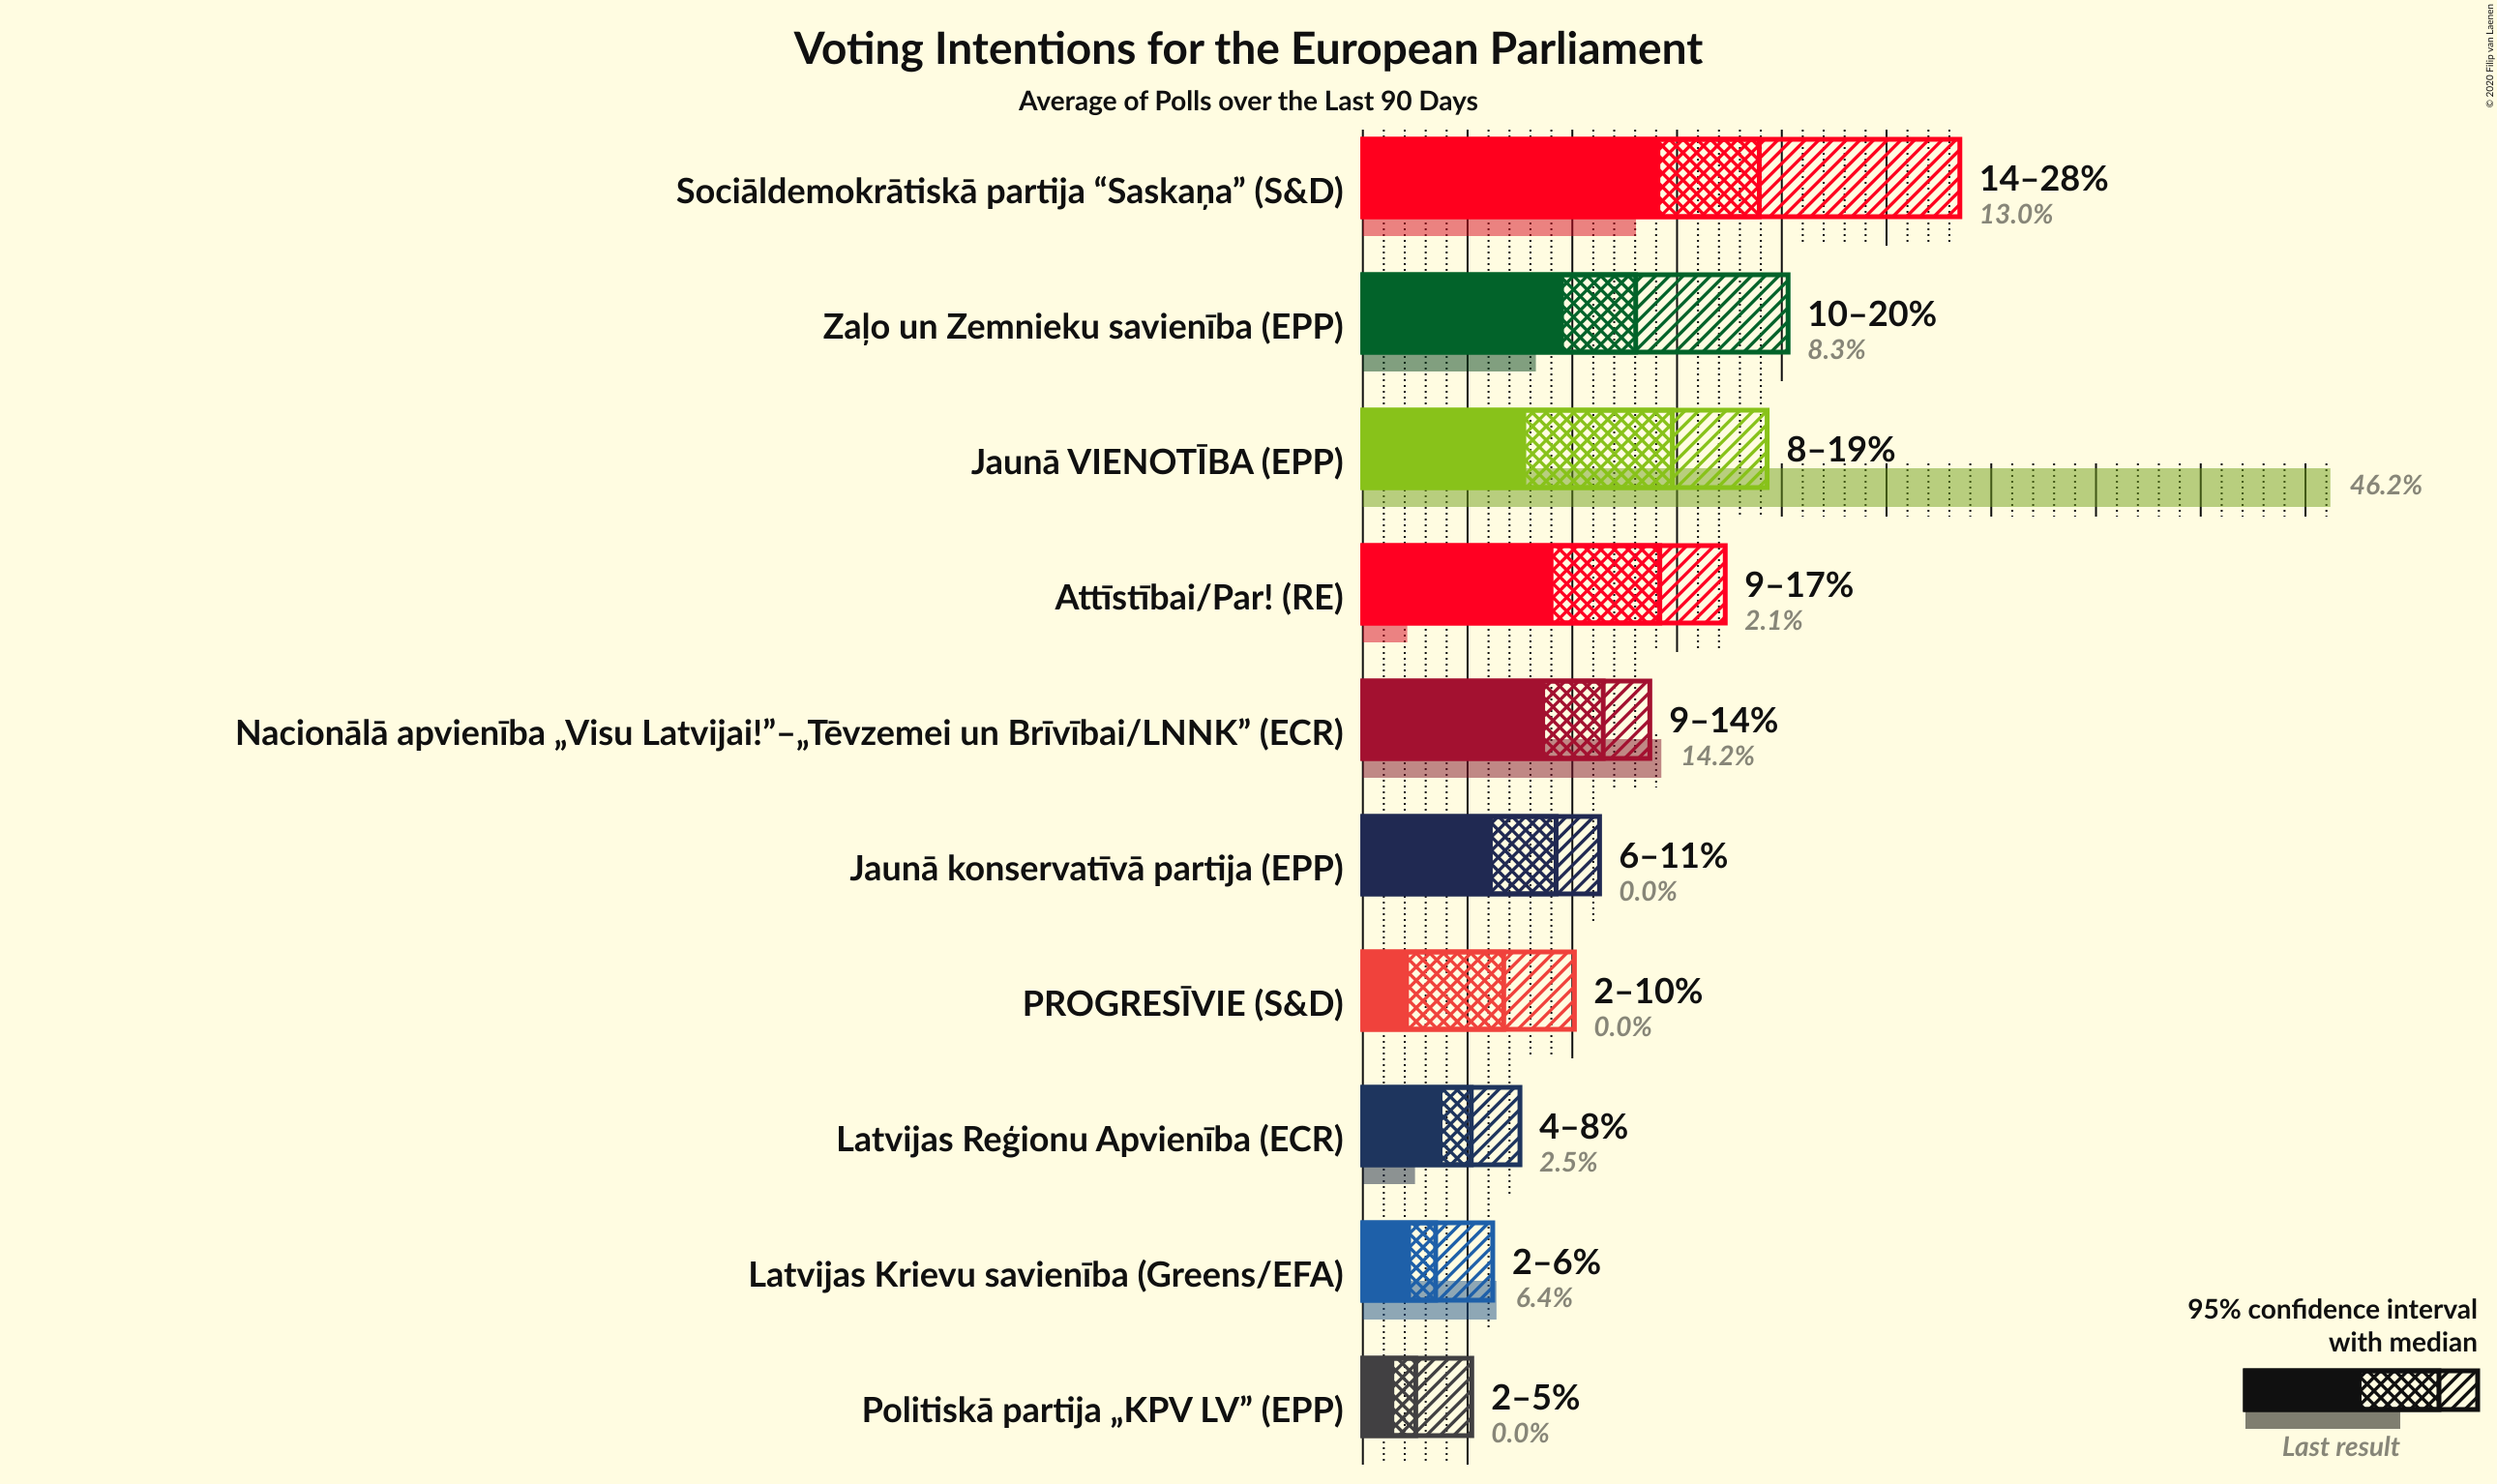 Voting Intentions for the European Parliament
Average of Polls over the Last 90 Days
© 2020 Filip van Laenen
Sociāldemokrātiskā partija “Saskaņa” (S&D)
14–28%
13.0%
Zaļo un Zemnieku savienība (EPP)
10–20%
8.3%
Jaunā VIENOTĪBA (EPP)
8–19%
46.2%
Attīstībai/Par! (RE)
9–17%
2.1%
Nacionālā apvienība „Visu Latvijai!”–„Tēvzemei un Brīvībai/LNNK” (ECR)
9–14%
14.2%
Jaunā konservatīvā partija (EPP)
6–11%
0.0%
PROGRESĪVIE (S&D)
2–10%
0.0%
Latvijas Reģionu Apvienība (ECR)
4–8%
2.5%
Latvijas Krievu savienība (Greens/EFA)
2–6%
6.4%
Politiskā partija „KPV LV” (EPP)
2–5%
0.0%
95% confidence interval
with median
Last result